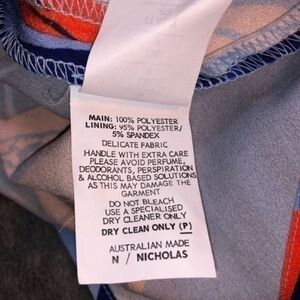 MAIN: 100% POLYESTER
LINING: 95% POLYESTER/
5% SPANDEX
DELICATE FABRIC
HANDLE WITH EXTRA CARE
PLEASE AVOID PERFUME,
DEODORANTS, PERSPIRATION
& ALCOHOL BASED SOLUTIONS
AS THIS MAY DAMAGE THE
GARMENT
DO NOT BLEACH
USE A SPECIALISED
DRY CLEANER ONLY
DRY CLEAN ONLY (P)
AUSTRALIAN MADE
N / NICHOLAS